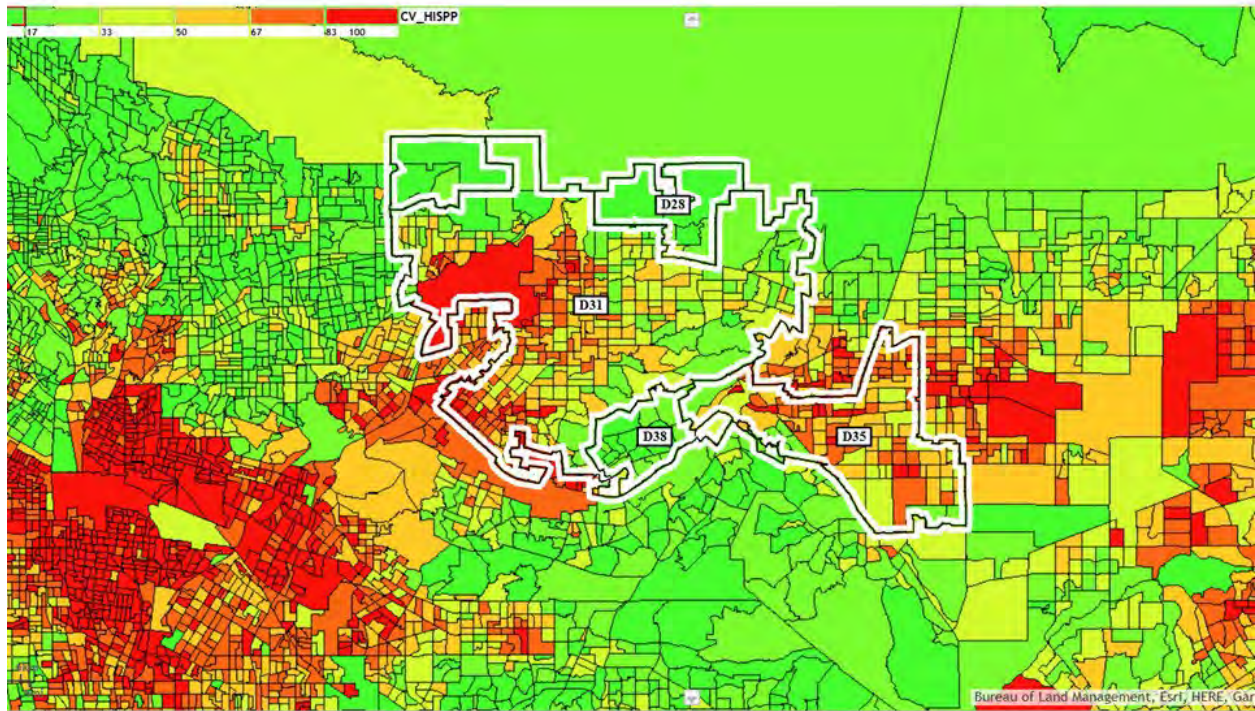 CV_HISPP
17 33 50 67 83 100
D28
D31
D38
D35
Bureau of Land Management, Esri, HERE, Gar